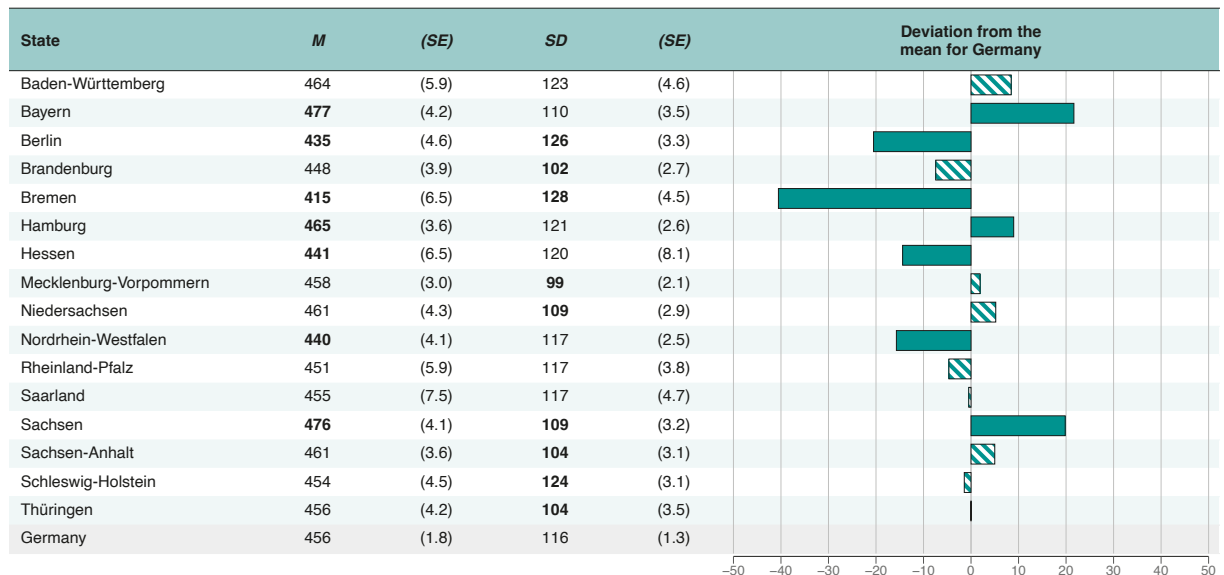 State M (SE) SD (SE) Deviation from the
mean for Germany
Baden-Württemberg 464 (5.9) 123 (4.6)
Bayern 477 (4.2) 110 (3.5)
Berlin 435 (4.6) 126 (3.3)
Brandenburg 448 (3.9) 102 (2.7)
Bremen 415 (6.5) 128 (4.5)
Hamburg 465 (3.6) 121 (2.6)
Hessen 441 (6.5) 120 (8.1)
Mecklenburg-Vorpommern 458 (3.0) 99 (2.1)
Niedersachsen 461 (4.3) 109 (2.9)
Nordrhein-Westfalen 440 (4.1) 117 (2.5)
Rheinland-Pfalz 451 (5.9) 117 (3.8)
Saarland 455 (7.5) 117 (4.7)
Sachsen 476 (4.1) 109 (3.2)
Sachsen-Anhalt 461 (3.6) 104 (3.1)
Schleswig-Holstein 454 (4.5) 124 (3.1)
Thüringen 456 (4.2) 104 (3.5)
Germany 456 (1.8) 116 (1.3)
−50 −40 −30 −20 −10 0 10 20 30 40 50